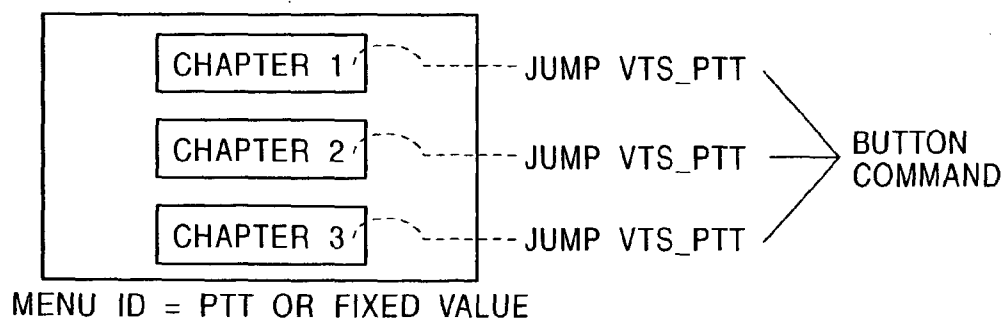 CHAPTER 1 JUMP VTS_PTT
CHAPTER 2 JUMP VTS_PTT
CHAPTER 3 JUMP VTS_PTT
BUTTON
COMMAND
MENU ID = PTT OR FIXED VALUE